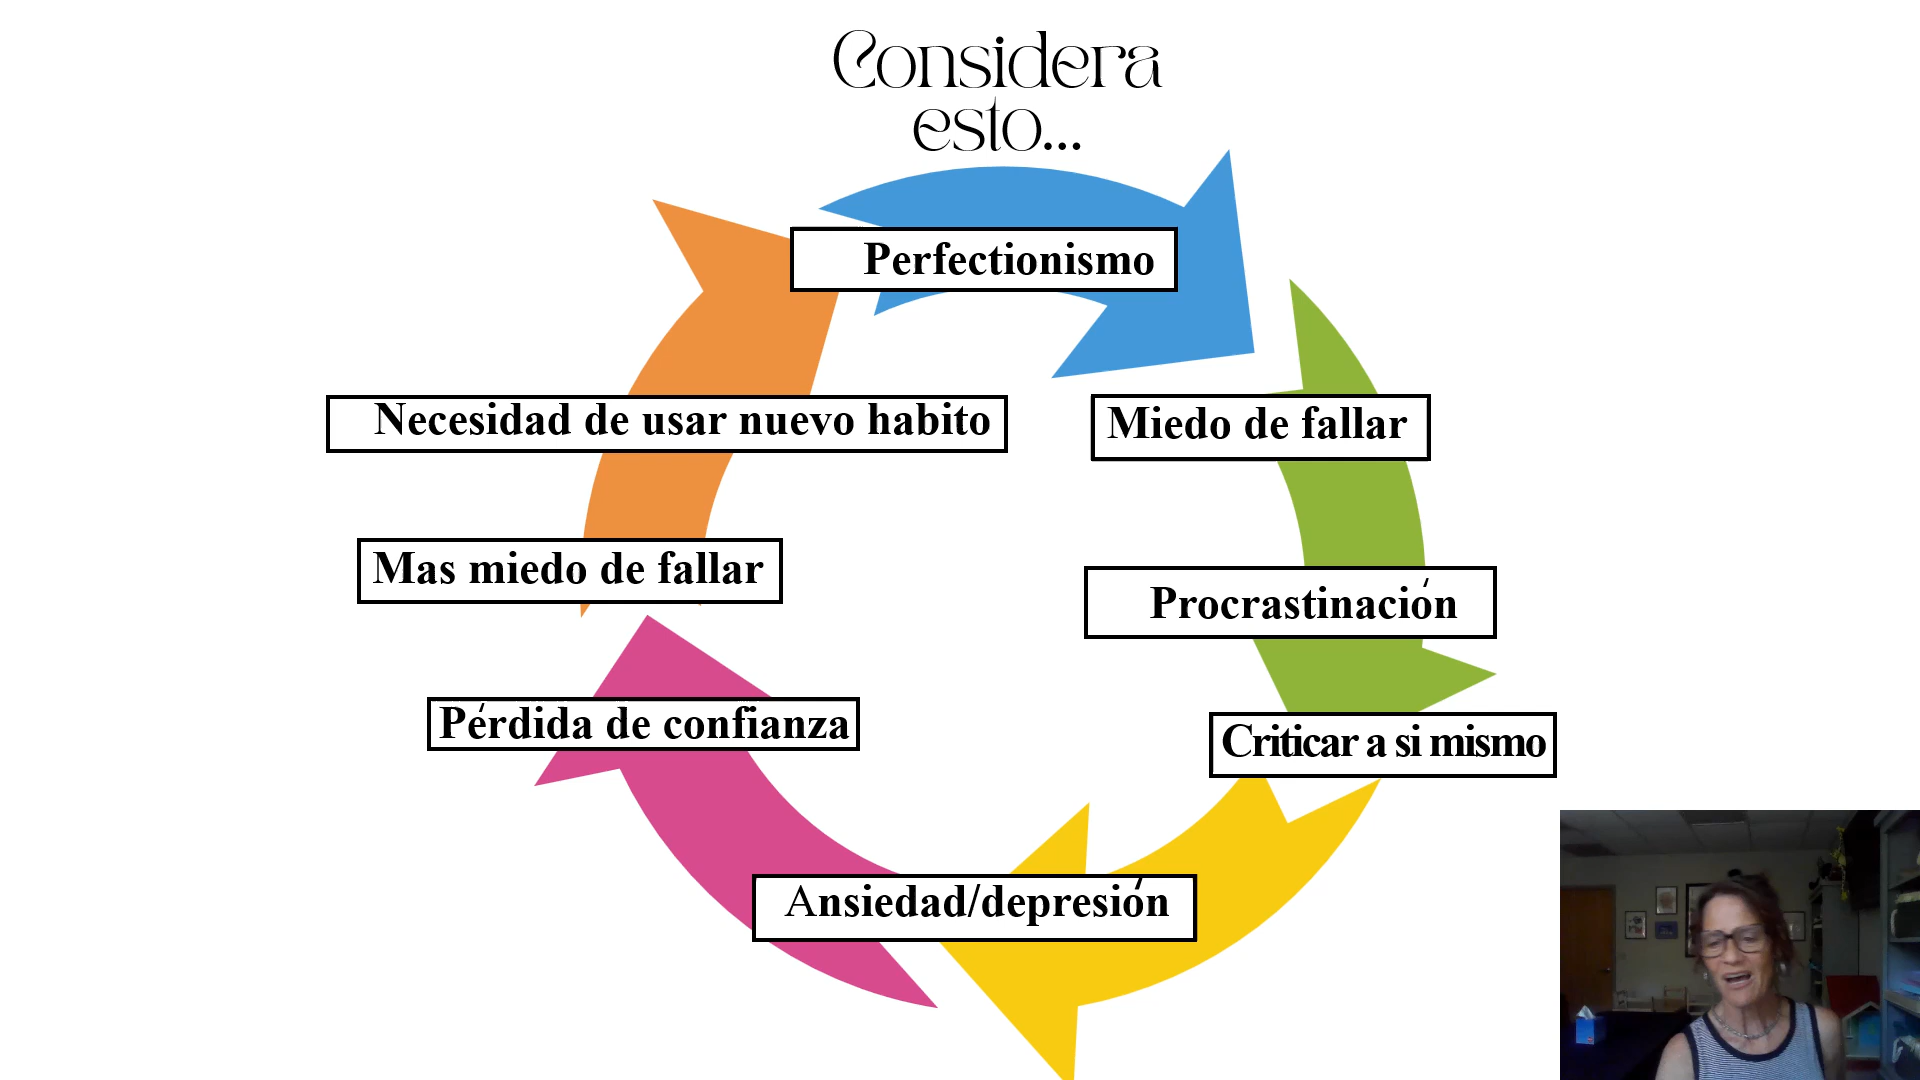 Considera
esto...
Perfectionismo
Miedo de fallar
Procrastinación
Criticar a si mismo
Ansiedad/depresión
Pérdida de confianza
Mas miedo de fallar
Necesidad de usar nuevo habito